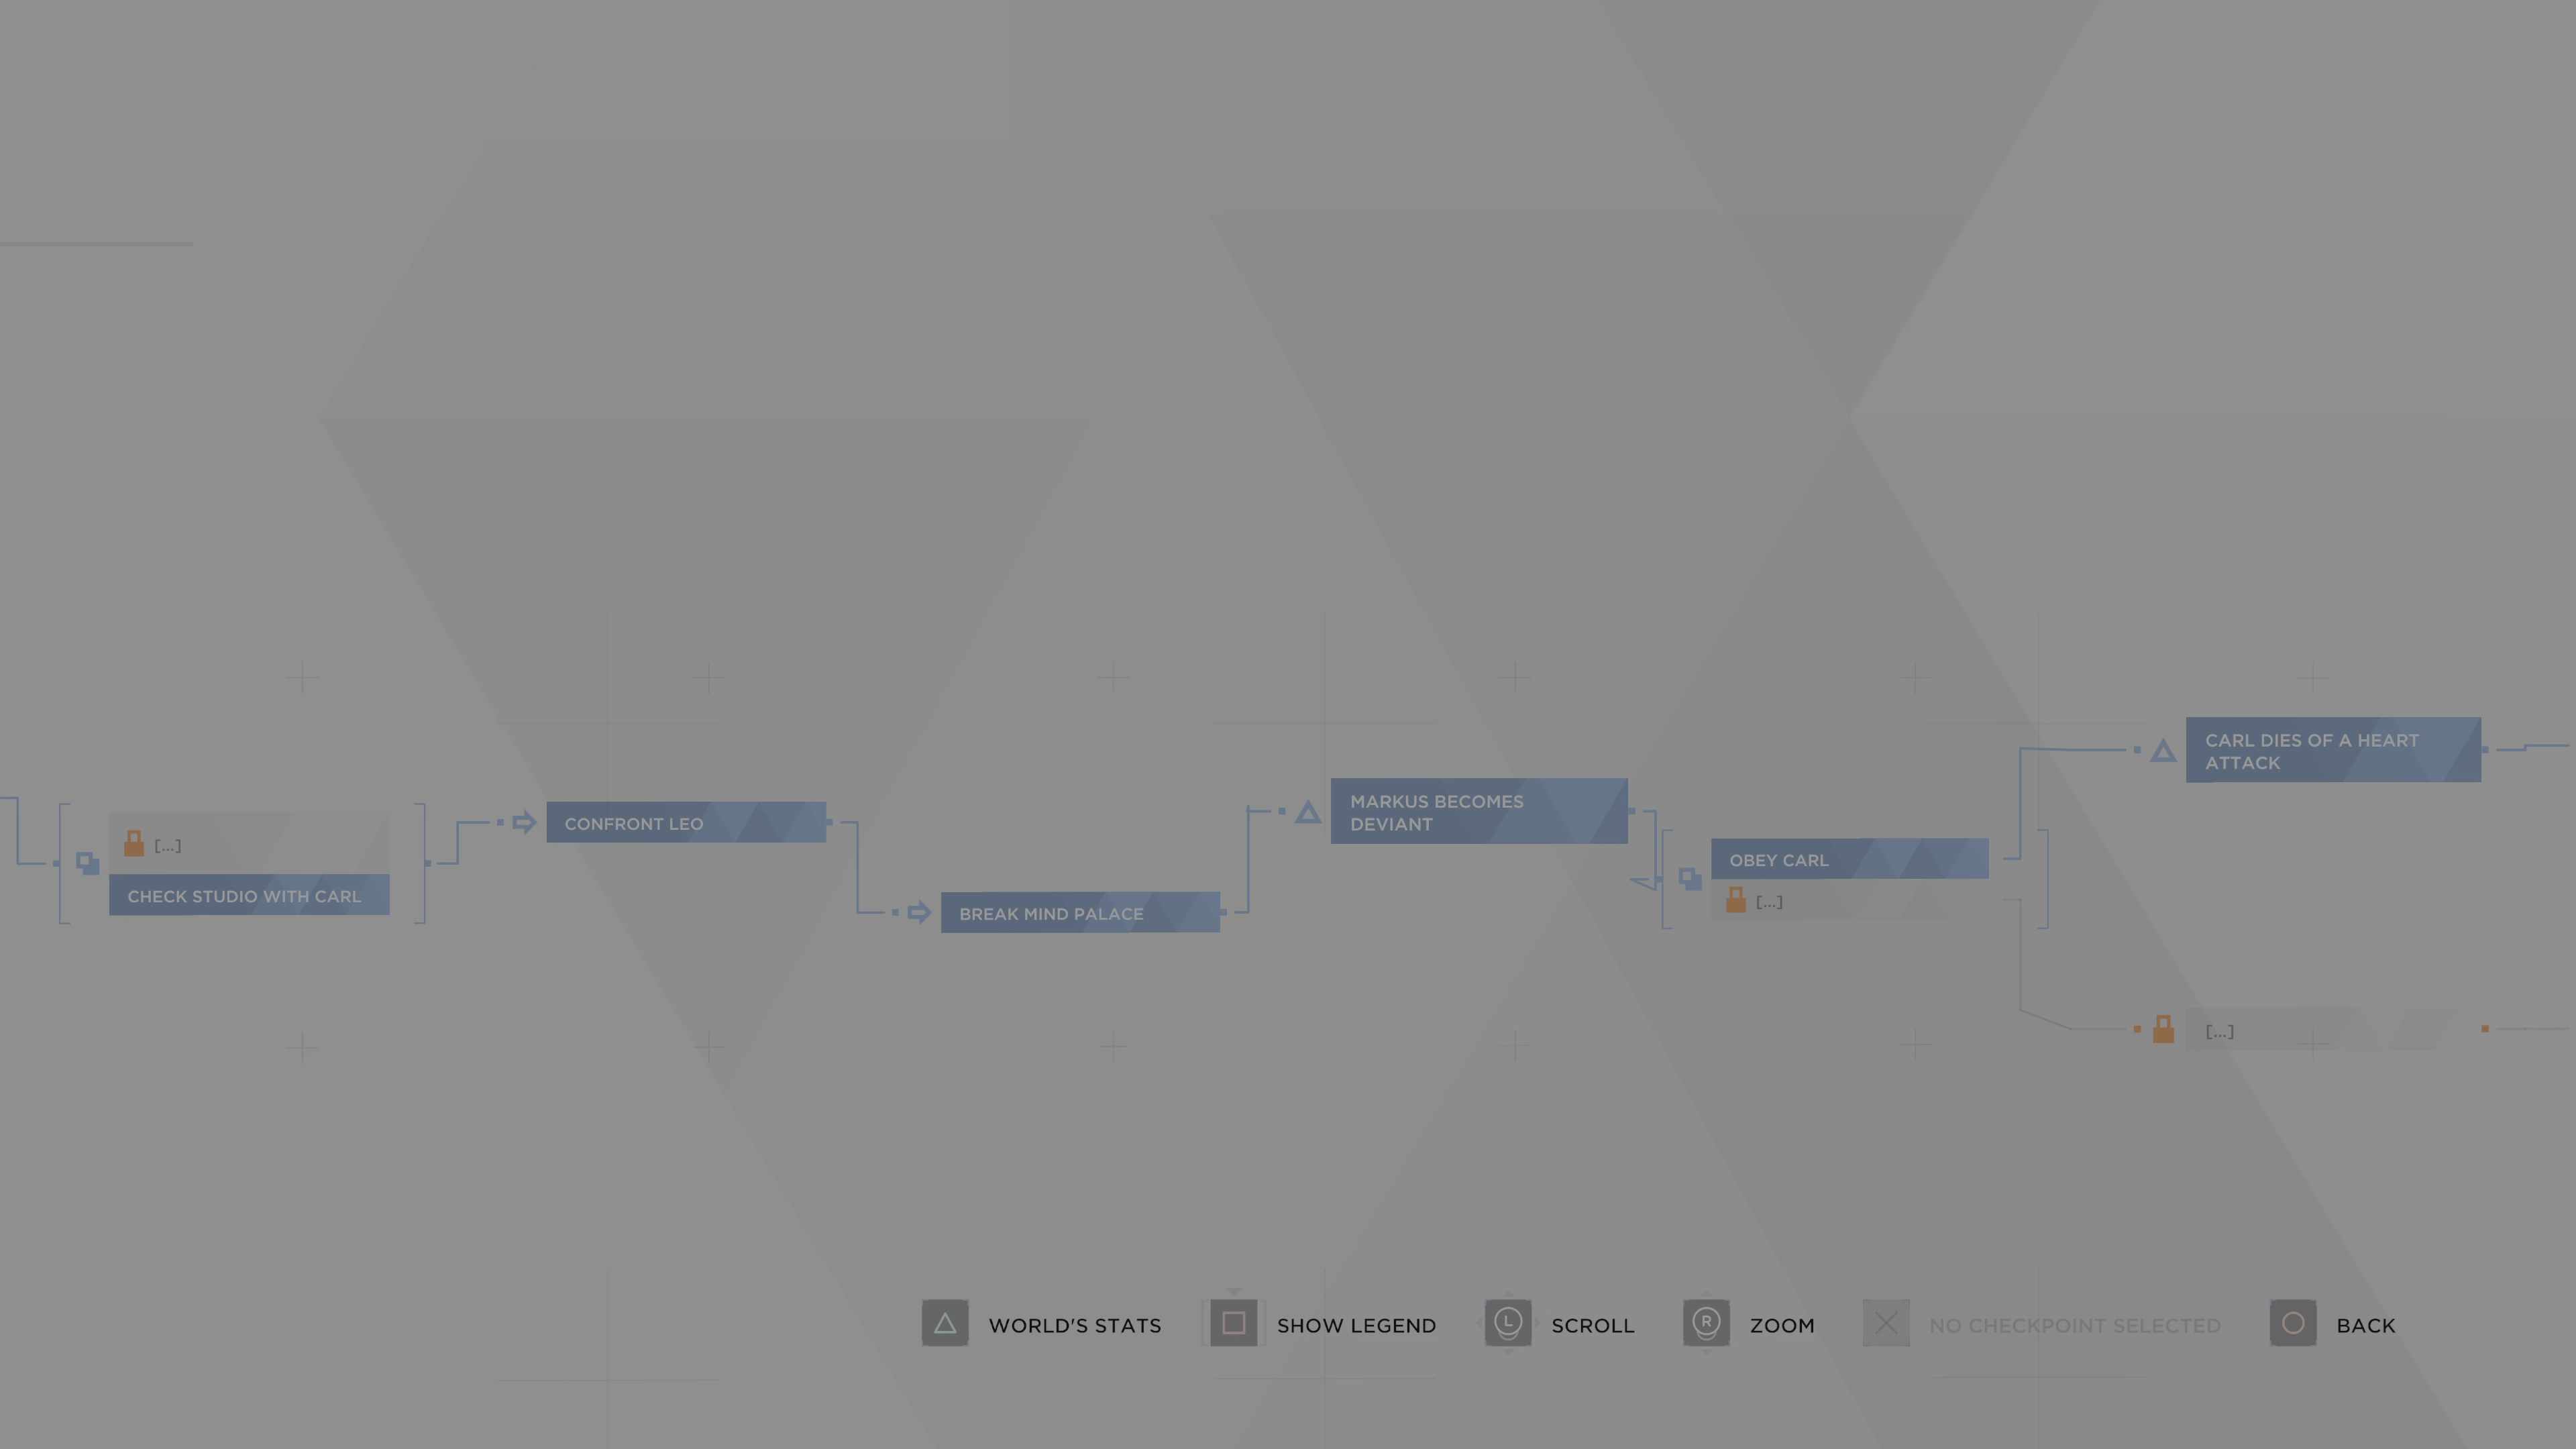 [...]
CHECK STUDIO WITH CARL
CONFRONT LEO
BREAK MIND PALACE
MARKUS BECOMES
DEVIANT
OBEY CARL
[...]
CARL DIES OF A HEART
ATTACK
[...]
WORLD'S STATS
SHOW LEGEND
L SCROLL
R ZOOM
NO CHECKPOINT SELECTED
BACK